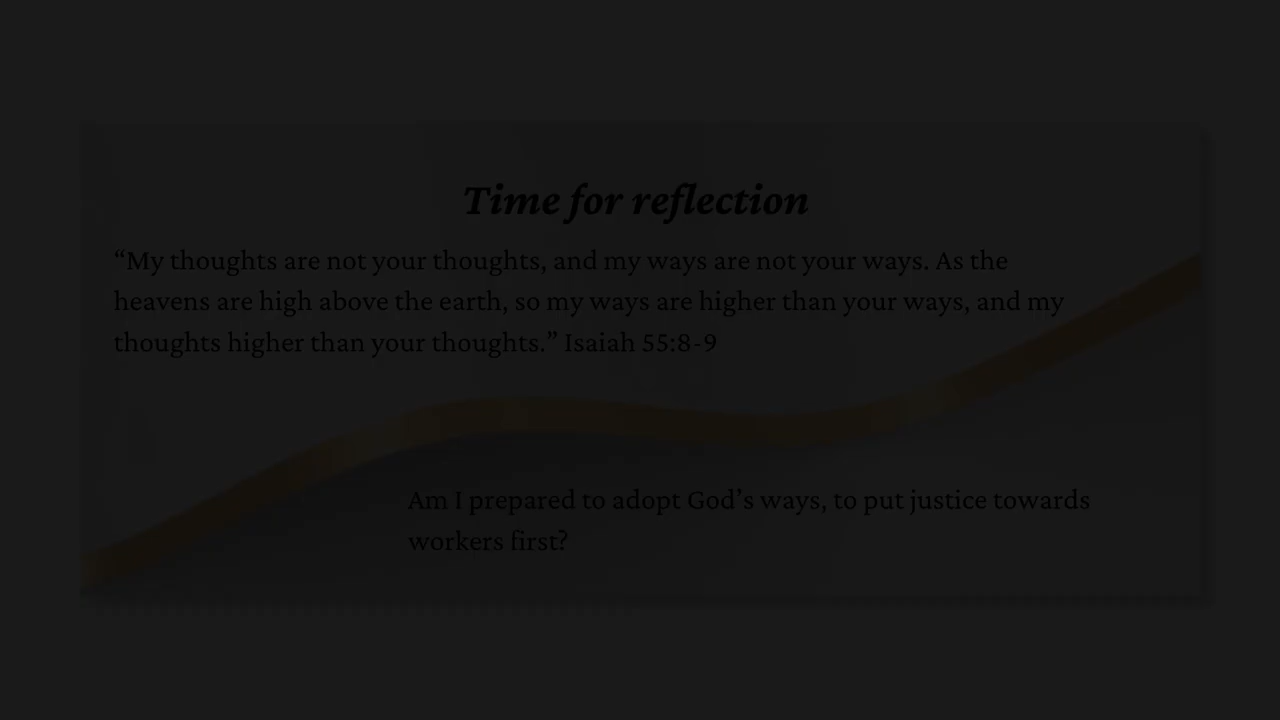 Time for reflection
“My thoughts are not your thoughts, and my ways are not your ways. As the
heavens are high above the earth, so my ways are higher than your ways, and my
thoughts higher than your thoughts.” Isaiah 55:8-9
Am I prepared to adopt God’s ways, to put justice towards
workers first?